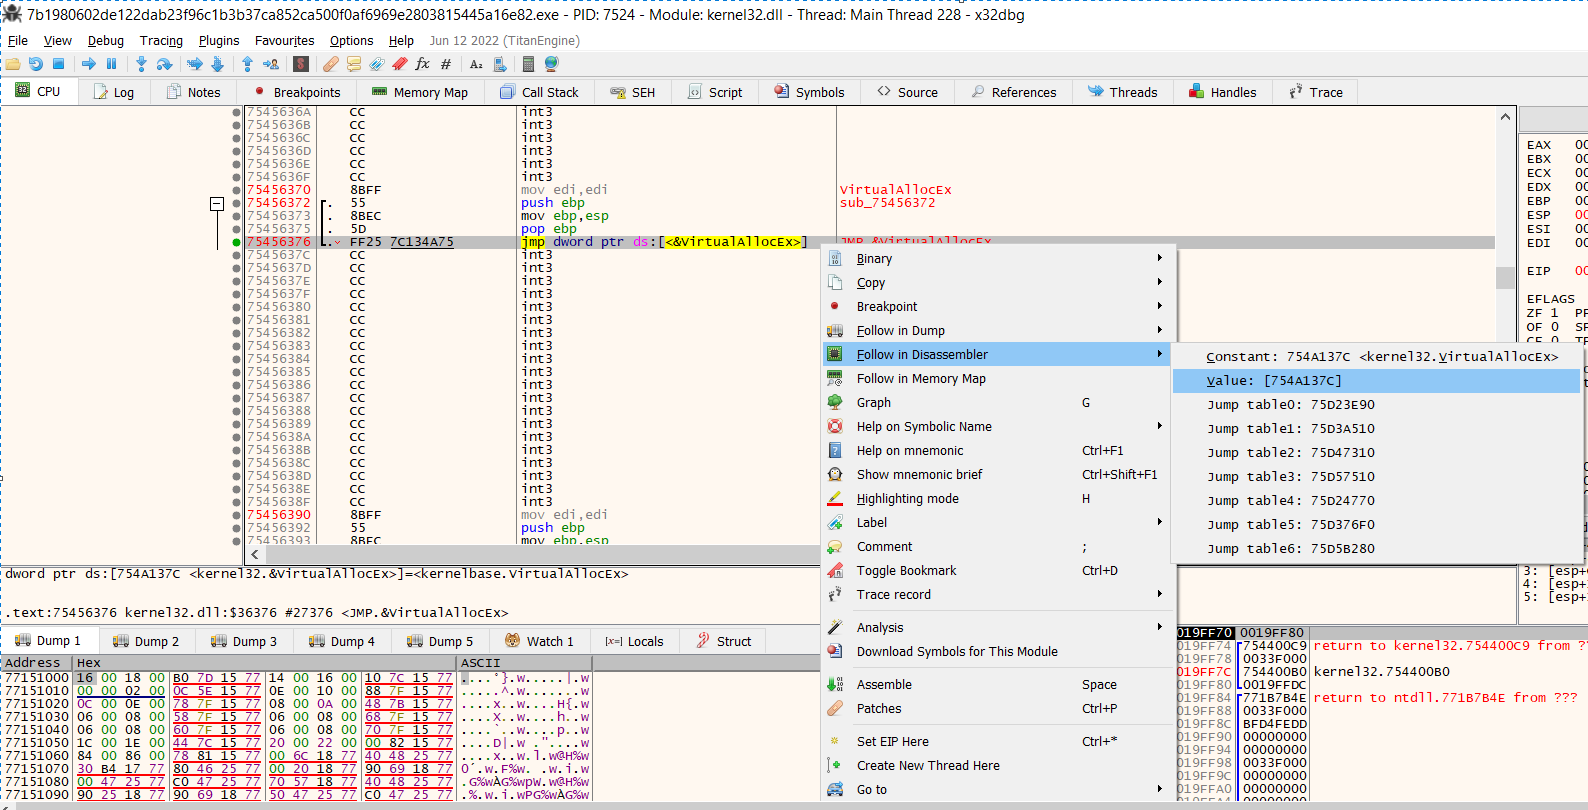 7b1980602de122dab23f96c1b3b37ca852ca500f0af6969e2803815445a16e82.exe - PID: 7524 - Module: kernel32.dll - Thread: Main Thread 228 - x32dbg
File View Debug Tracing Plugins Favourites Options Help Jun 12 2022 (TitanEngine)
CPU Log Notes Breakpoints Memory Map Call Stack SEH Script Symbols Source References Threads Handles Trace
7545636A CC int3
7545636B CC int3
7545636C CC int3
7545636D CC int3
7545636E CC int3
7545636F CC int3
75456370 8BFF mov edi,edi VirtualAllocEx
75456372 55 push ebp sub_75456372
75456373 8BEC mov ebp,esp
75456375 5D pop ebp
75456376 FF25 7C134A75 jmp dword ptr ds:[<&VirtualAllocEx>] JMP.&VirtualAllocEx
7545637C CC int3
7545637D CC int3
7545637E CC int3
7545637F CC int3
75456380 CC int3
75456381 CC int3
75456382 CC int3
75456383 CC int3
75456384 CC int3
75456385 CC int3
75456386 CC int3
75456387 CC int3
75456388 CC int3
75456389 CC int3
7545638A CC int3
7545638B CC int3
7545638C CC int3
7545638D CC int3
7545638E CC int3
7545638F CC int3
75456390 8BFF mov edi,edi
75456392 55 push ebp
75456393 8BEC mov ebp,esp
EAX 00
EBX 00
ECX 00
EDX 00
EBP 00
ESP 00
ESI 00
EDI 00
EIP 00
EFLAGS
ZF 1 PF
OF 0 SF
CF 0 TF
Binary
Copy
Breakpoint
Follow in Dump
Follow in Disassembler
Follow in Memory Map
Graph G
Help on Symbolic Name
Help on mnemonic Ctrl+F1
Show mnemonic brief Ctrl+Shift+F1
Highlighting mode H
Label
Comment ;
Toggle Bookmark Ctrl+D
Trace record
Analysis
Download Symbols for This Module
Assemble Space
Patches Ctrl+P
Set EIP Here Ctrl+*
Create New Thread Here
Go to
Constant: 754A137C <kernel32.VirtualAllocEx>
Value: [754A137C]
Jump table0: 75D23E90
Jump table1: 75D3A510
Jump table2: 75D47310
Jump table3: 75D57510
Jump table4: 75D24770
Jump table5: 75D376F0
Jump table6: 75D5B280
3: [esp+
4: [esp+
5: [esp+
dword ptr ds:[754A137C <kernel32.&VirtualAllocEx>]=<kernelbase.VirtualAllocEx>
.text:75456376 kernel32.dll:$36376 #27376 <JMP.&VirtualAllocEx>
Dump 1 Dump 2 Dump 3 Dump 4 Dump 5 Watch 1 Locals Struct
Address Hex ASCII
77151000 16 00 18 00 B0 7D 15 77 14 00 16 00 10 7C 15 77 ....°}.w.....|.w
77151010 00 00 02 00 0C 5E 15 77 0E 00 10 00 88 7F 15 77 .....^.w.......w
77151020 0C 00 0E 00 78 7F 15 77 08 00 0A 00 48 7B 15 77 ....x..w....H{.w
77151030 06 00 08 00 58 7F 15 77 06 00 08 00 68 7F 15 77 ....X..w....h..w
77151040 06 00 08 00 60 7F 15 77 06 00 08 00 70 7F 15 77 ....`..w....p..w
77151050 1C 00 1E 00 44 7C 15 77 20 00 22 00 00 82 15 77 ....D|.w ."....w
77151060 84 00 86 00 78 81 15 77 00 6C 18 77 40 48 25 77 ....x..w.l.w@H%w
77151070 30 B4 17 77 80 46 25 77 00 20 18 77 90 69 18 77 0´.w.F%w. .w.i.w
77151080 00 47 25 77 C0 47 25 77 70 57 18 77 40 48 25 77 .G%wÀG%wpW.w@H%w
77151090 90 25 18 77 90 69 18 77 50 47 25 77 C0 47 25 77 .%.w.i.wPG%wÀG%w
019FF70 0019FF80
019FF74 754400C9 return to kernel32.754400C9 from ??
019FF78 0033F000
019FF7C 754400B0 kernel32.754400B0
019FF80 0019FFDC
019FF84 771B7B4E return to ntdll.771B7B4E from ???
019FF88 0033F000
019FF8C BFD4FEDD
019FF90 00000000
019FF94 00000000
019FF98 0033F000
019FF9C 00000000
019FFA0 00000000
019FFA4 00000000